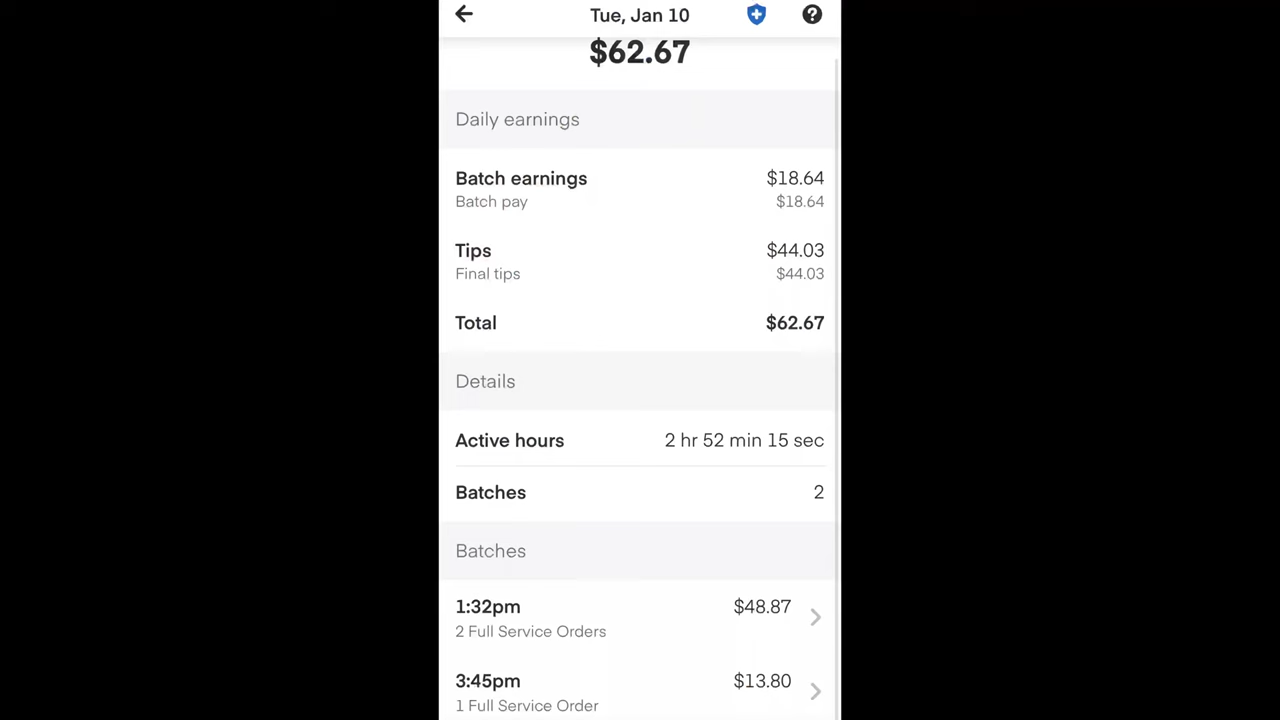 Tue, Jan 10
$62.67
Daily earnings
Batch earnings $18.64
Batch pay $18.64
Tips $44.03
Final tips $44.03
Total $62.67
Details
Active hours 2 hr 52 min 15 sec
Batches 2
Batches
1:32pm $48.87
2 Full Service Orders
3:45pm $13.80
1 Full Service Order